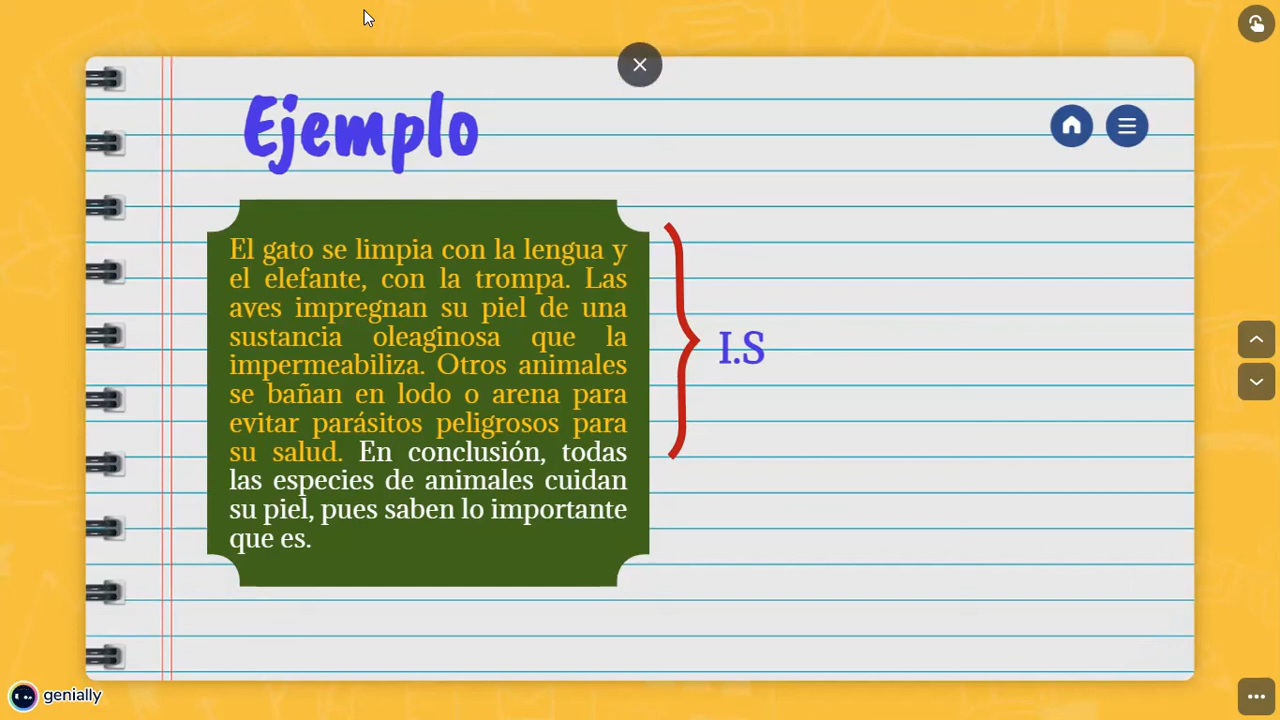 Ejemplo
El gato se limpia con la lengua y
el elefante, con la trompa. Las
aves impregnan su piel de una
sustancia oleaginosa que la
impermeabiliza. Otros animales
se bañan en lodo o arena para
evitar parásitos peligrosos para
su salud. En conclusión, todas
las especies de animales cuidan
su piel, pues saben lo importante
que es.
I.S
genially